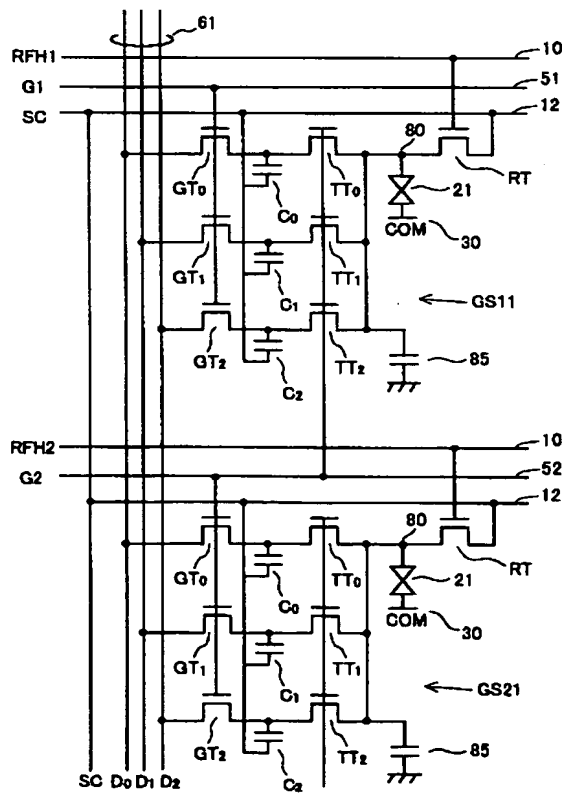 61
RFH1 10
G1 51
SC 12
80
GT0 TT0 21 RT
C0 COM 30
GT1 TT1
C1 GS11
GT2 TT2 85
C2
RFH2 10
G2 52
12
80
GT0 TT0 21 RT
C0 COM 30
GT1 TT1
C1 GS21
GT2 TT2 85
C2
SC D0 D1 D2